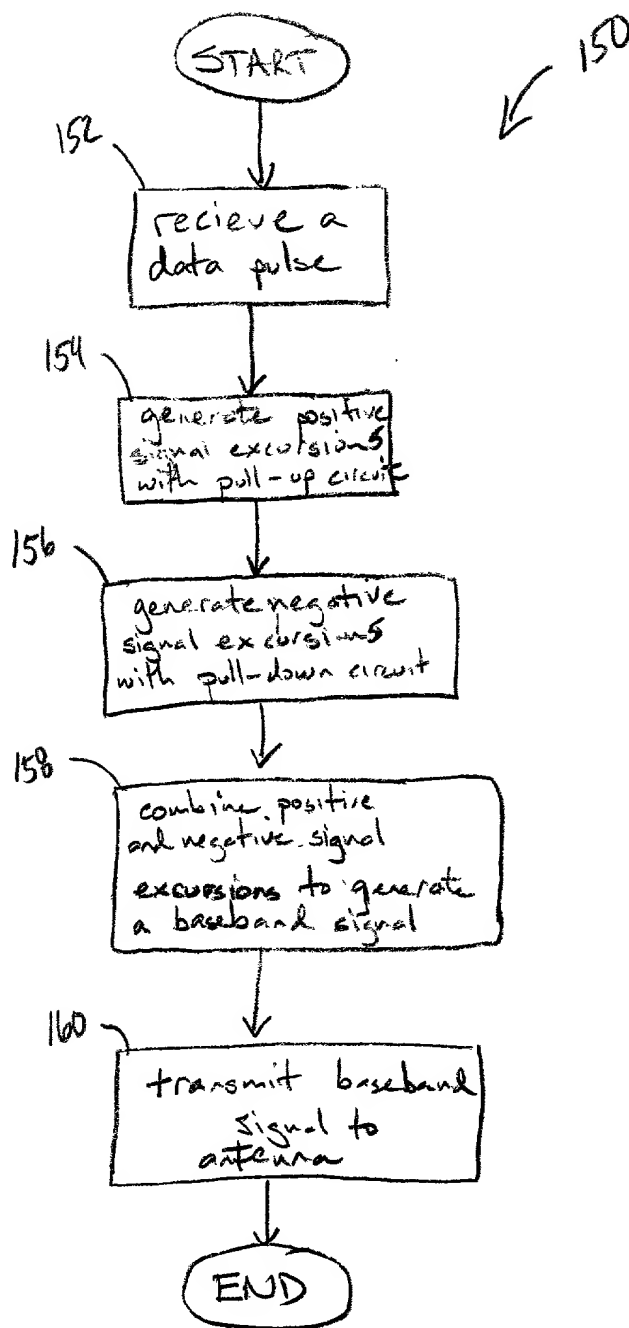 START
150
152
recieve a
data pulse
154
generate positive
signal excursions
with pull-up circuit
156
generate negative
signal excursions
with pull-down circuit
158
combine positive
and negative signal
excursions to generate
a baseband signal
160
transmit baseband
signal to
antenna
END